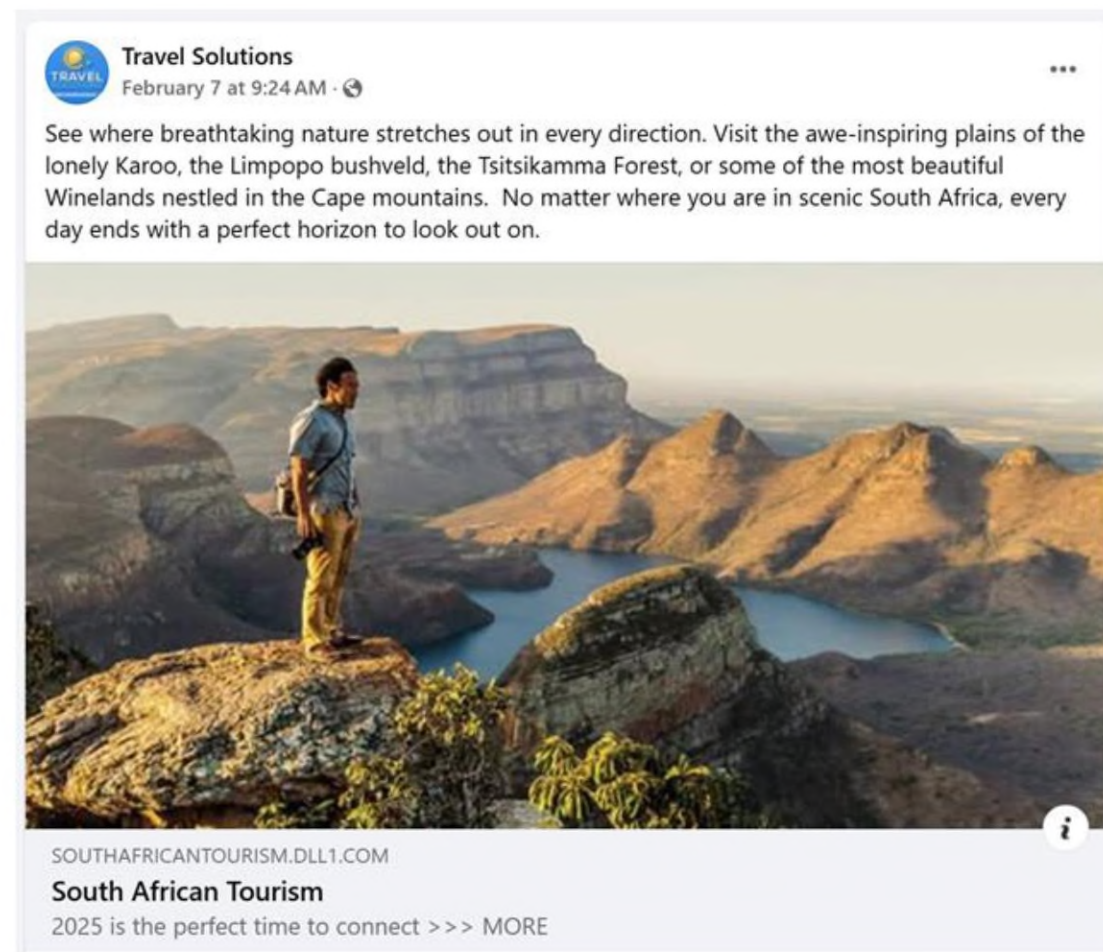 Travel Solutions
TRAVEL
February 7 at 9:24 AM ·
See where breathtaking nature stretches out in every direction. Visit the awe-inspiring plains of the
lonely Karoo, the Limpopo bushveld, the Tsitsikamma Forest, or some of the most beautiful
Winelands nestled in the Cape mountains.  No matter where you are in scenic South Africa, every
day ends with a perfect horizon to look out on.
i
SOUTHAFRICANTOURISM.DLL1.COM
South African Tourism
2025 is the perfect time to connect >>> MORE